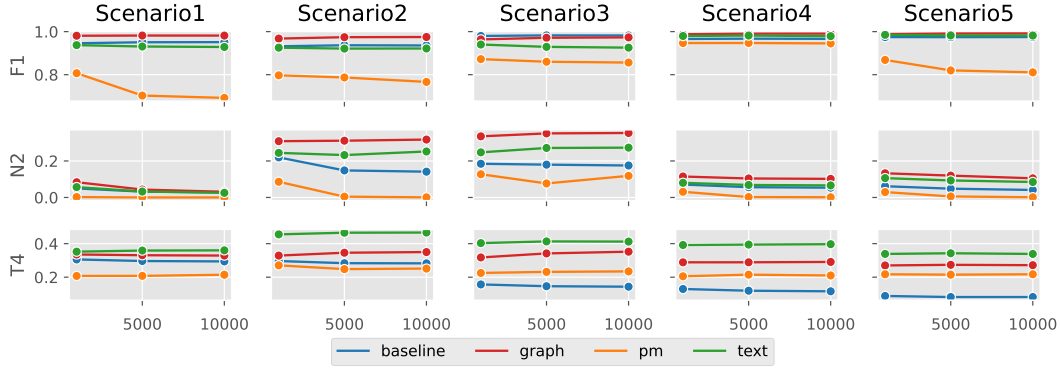 Scenario1 Scenario2 Scenario3 Scenario4 Scenario5
F1
1.0
0.8
N2
0.2
0.0
T4
0.4
0.2
5000 10000 5000 10000 5000 10000 5000 10000 5000 10000
baseline graph pm text